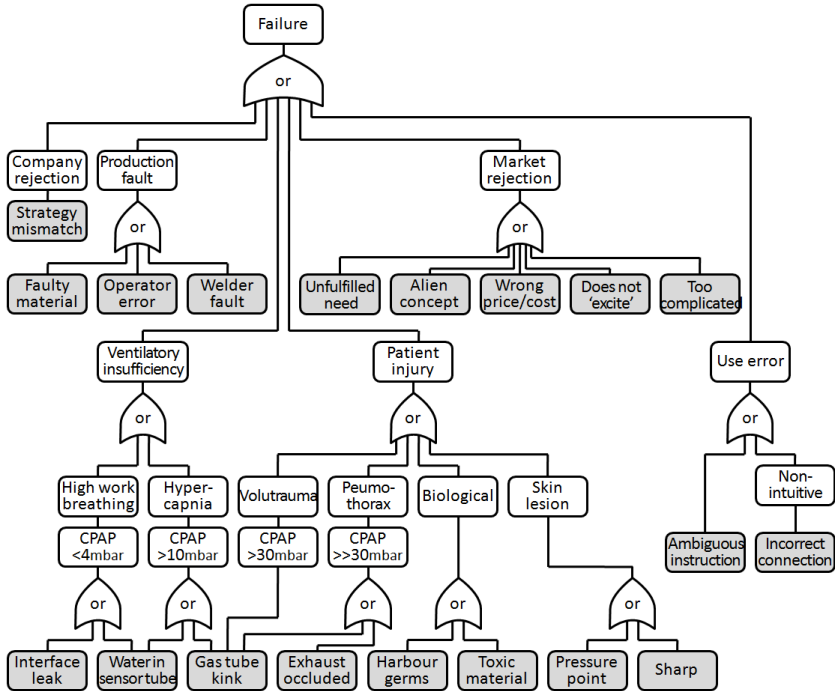 Failure
or
Company
rejection
Production
fault
Market
rejection
Strategy
mismatch
or
or
Faulty
material
Operator
error
Welder
fault
Unfulfilled
need
Alien
concept
Wrong
price/cost
Does not
‘excite’
Too
complicated
Ventilatory
insufficiency
Patient
injury
Use error
or
or
or
High work
breathing
Hyper-
capnia
Volutrauma
Peumo-
thorax
Biological
Skin
lesion
Non-
intuitive
CPAP
<4mbar
CPAP
>10mbar
CPAP
>30mbar
CPAP
>>30mbar
Ambiguous
instruction
Incorrect
connection
or
or
or
or
or
Interface
leak
Water in
sensor tube
Gas tube
kink
Exhaust
occluded
Harbour
germs
Toxic
material
Pressure
point
Sharp